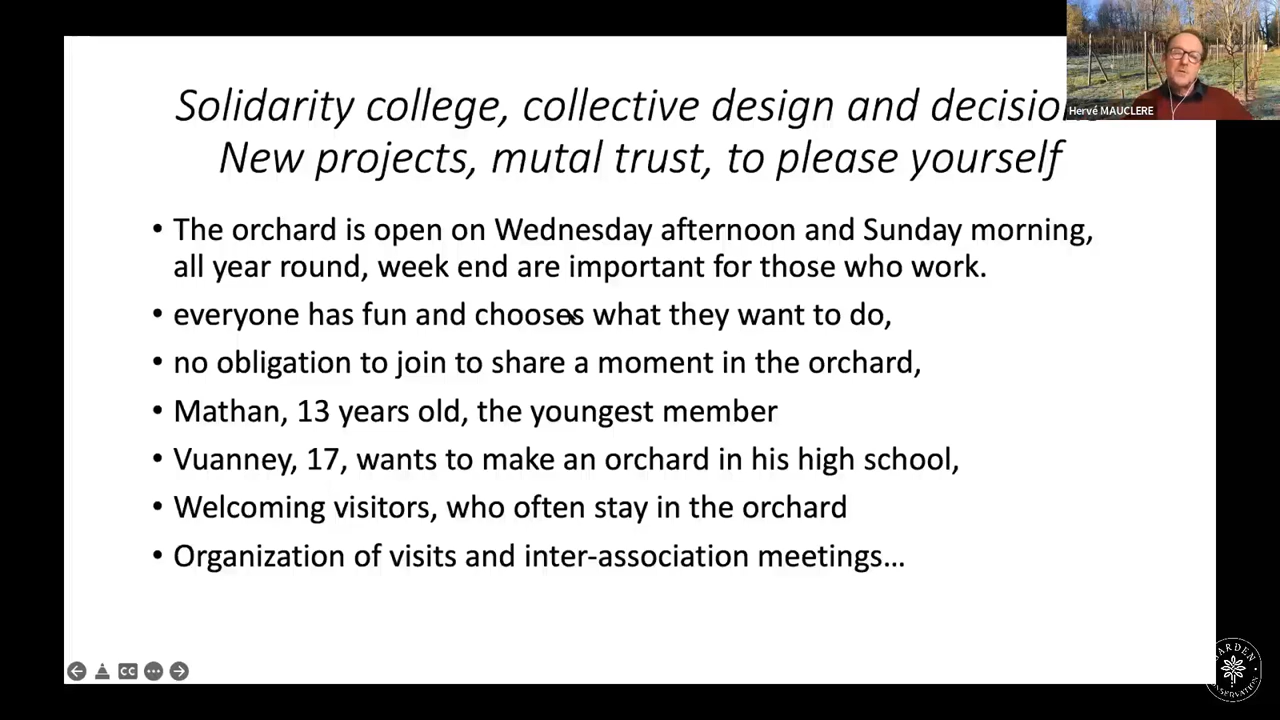 Solidarity college, collective design and decision
New projects, mutal trust, to please yourself
Hervé MAUCLERE
• The orchard is open on Wednesday afternoon and Sunday morning,
all year round, week end are important for those who work.
• everyone has fun and chooses what they want to do,
• no obligation to join to share a moment in the orchard,
• Mathan, 13 years old, the youngest member
• Vuanney, 17, wants to make an orchard in his high school,
• Welcoming visitors, who often stay in the orchard
• Organization of visits and inter-association meetings…
CC